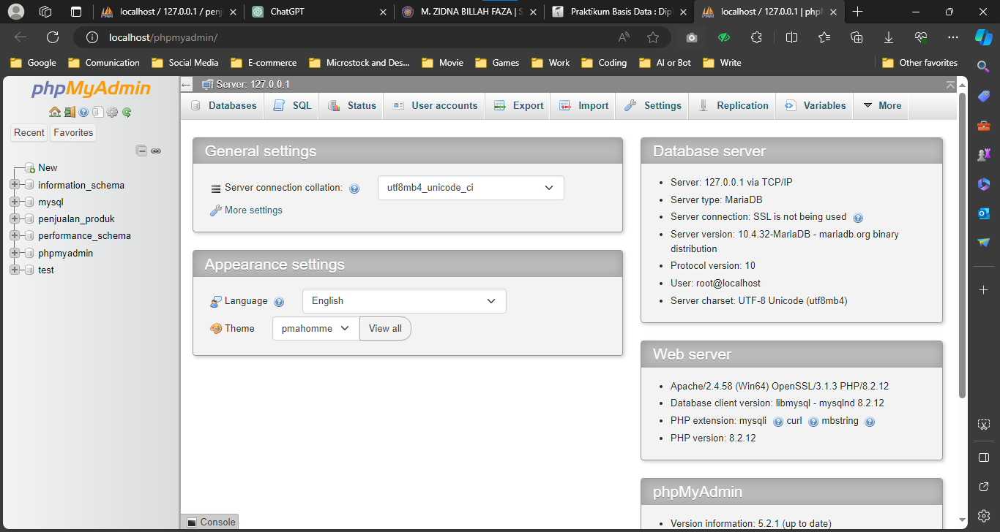 localhost / 127.0.0.1 / penj
ChatGPT
M. ZIDNA BILLAH FAZA | S
Praktikum Basis Data : Dipl
localhost / 127.0.0.1 | phpM
localhost/phpmyadmin/
Google
Comunication
Social Media
E-commerce
Microstock and Des...
Movie
Games
Work
Coding
AI or Bot
Write
Other favorites
phpMyAdmin
Recent
Favorites
New
information_schema
mysql
penjualan_produk
performance_schema
phpmyadmin
test
Server: 127.0.0.1
Databases
SQL
Status
User accounts
Export
Import
Settings
Replication
Variables
More
General settings
Server connection collation:
utf8mb4_unicode_ci
More settings
Appearance settings
Language
English
Theme
pmahomme
View all
Database server
Server: 127.0.0.1 via TCP/IP
Server type: MariaDB
Server connection: SSL is not being used
Server version: 10.4.32-MariaDB - mariadb.org binary
distribution
Protocol version: 10
User: root@localhost
Server charset: UTF-8 Unicode (utf8mb4)
Web server
Apache/2.4.58 (Win64) OpenSSL/3.1.3 PHP/8.2.12
Database client version: libmysql - mysqlnd 8.2.12
PHP extension: mysqli curl mbstring
PHP version: 8.2.12
phpMyAdmin
Version information: 5.2.1 (up to date)
Console